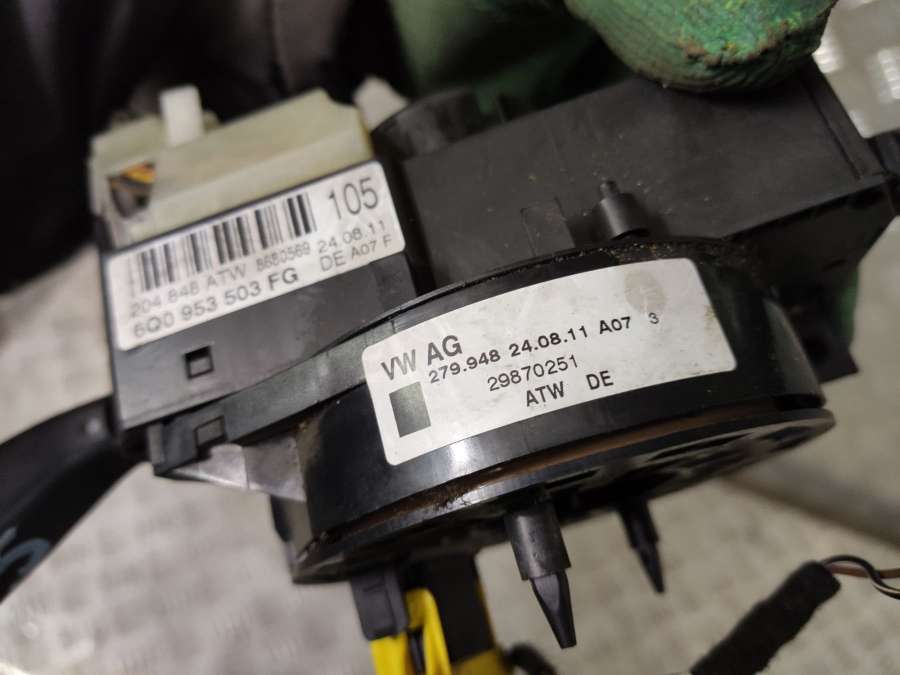 105
204 848 ATW 8680569 24.08.11
6Q0 953 503 FG DE A07 F
VW AG
279.948 24.08.11 A07 3
29870251
ATW DE